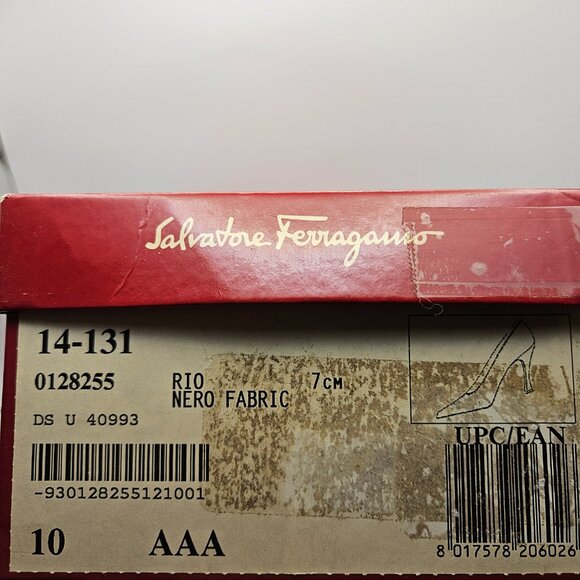 Salvatore Ferragamo
14-131
0128255 RIO 7CM
NERO FABRIC
DS U 40993
UPC/EAN
-930128255121001
10 AAA
8 017578 206026